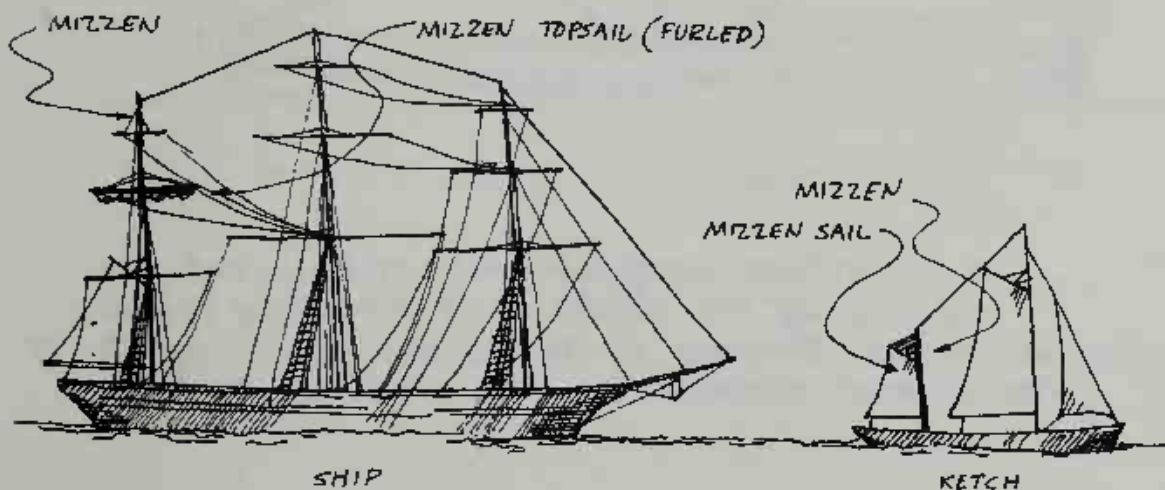 MIZZEN
MIZZEN TOPSAIL (FURLED)
MIZZEN
MIZZEN SAIL
SHIP
KETCH